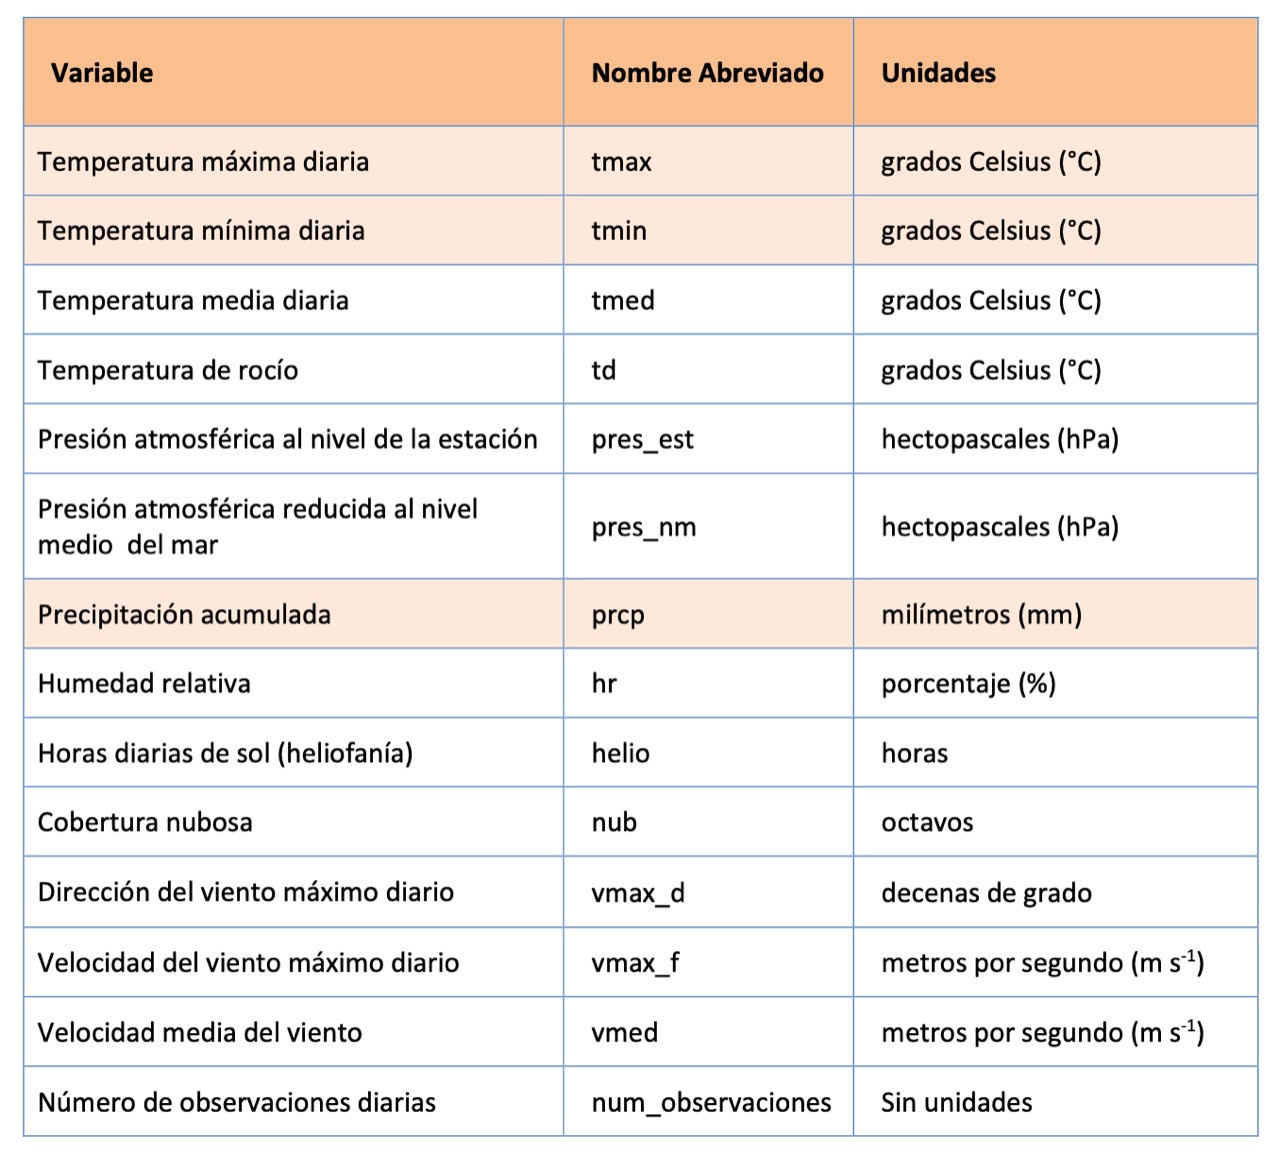 Variable Nombre Abreviado Unidades
Temperatura máxima diaria tmax grados Celsius (°C)
Temperatura mínima diaria tmin grados Celsius (°C)
Temperatura media diaria tmed grados Celsius (°C)
Temperatura de rocío td grados Celsius (°C)
Presión atmosférica al nivel de la estación pres_est hectopascales (hPa)
Presión atmosférica reducida al nivel
medio del mar pres_nm hectopascales (hPa)
Precipitación acumulada prcp milímetros (mm)
Humedad relativa hr porcentaje (%)
Horas diarias de sol (heliofanía) helio horas
Cobertura nubosa nub octavos
Dirección del viento máximo diario vmax_d decenas de grado
Velocidad del viento máximo diario vmax_f metros por segundo (m s⁻¹)
Velocidad media del viento vmed metros por segundo (m s⁻¹)
Número de observaciones diarias num_observaciones Sin unidades